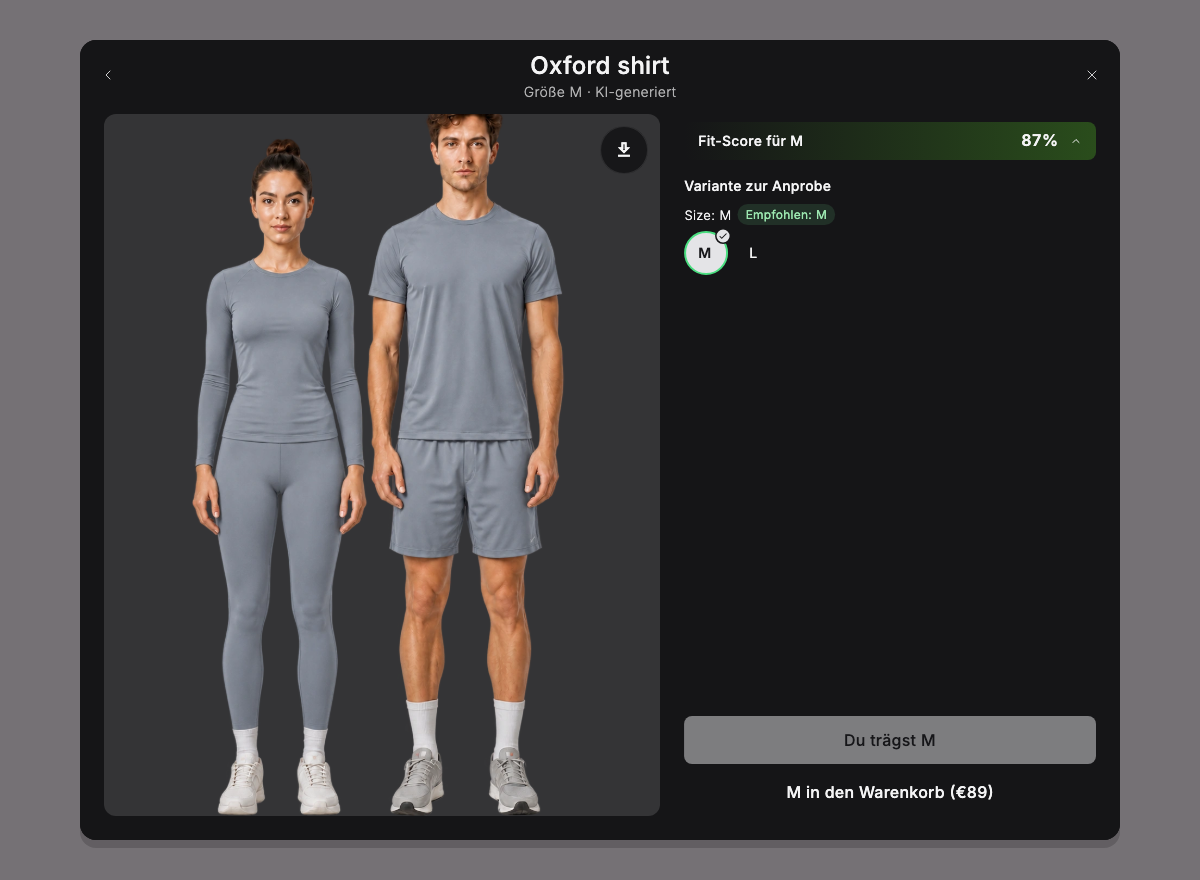 Oxford shirt
Größe M · KI-generiert
Fit-Score für M 87%
Variante zur Anprobe
Size: M Empfohlen: M
M L
Du trägst M
M in den Warenkorb (€89)